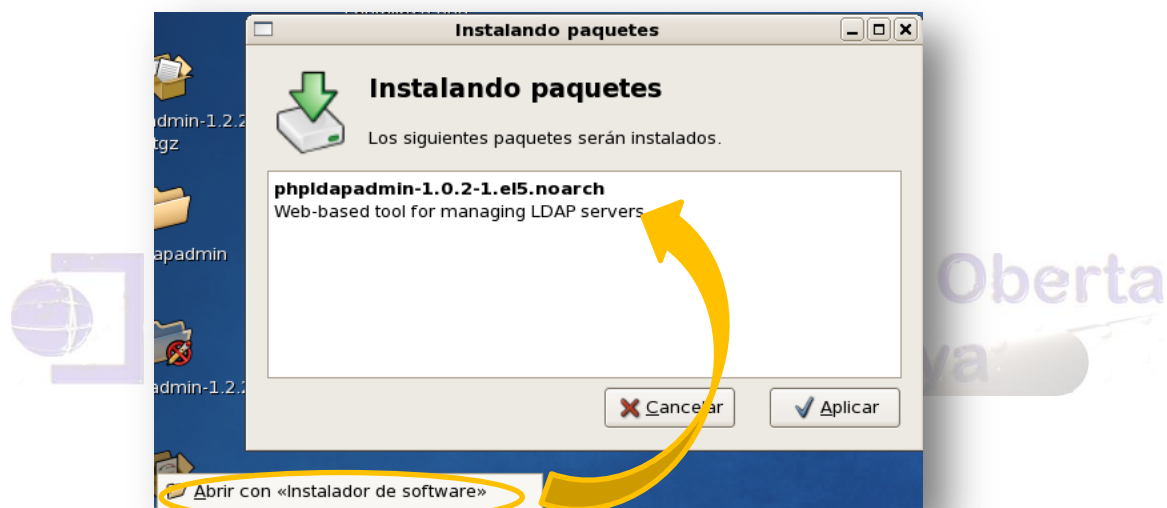 Instalando paquetes
Instalando paquetes
Los siguientes paquetes serán instalados.
phpldapadmin-1.0.2-1.el5.noarch
Web-based tool for managing LDAP servers
dmin-1.2.2
tgz
apadmin
admin-1.2.2
Cancelar
Aplicar
Abrir con «Instalador de software»
Oberta
ya